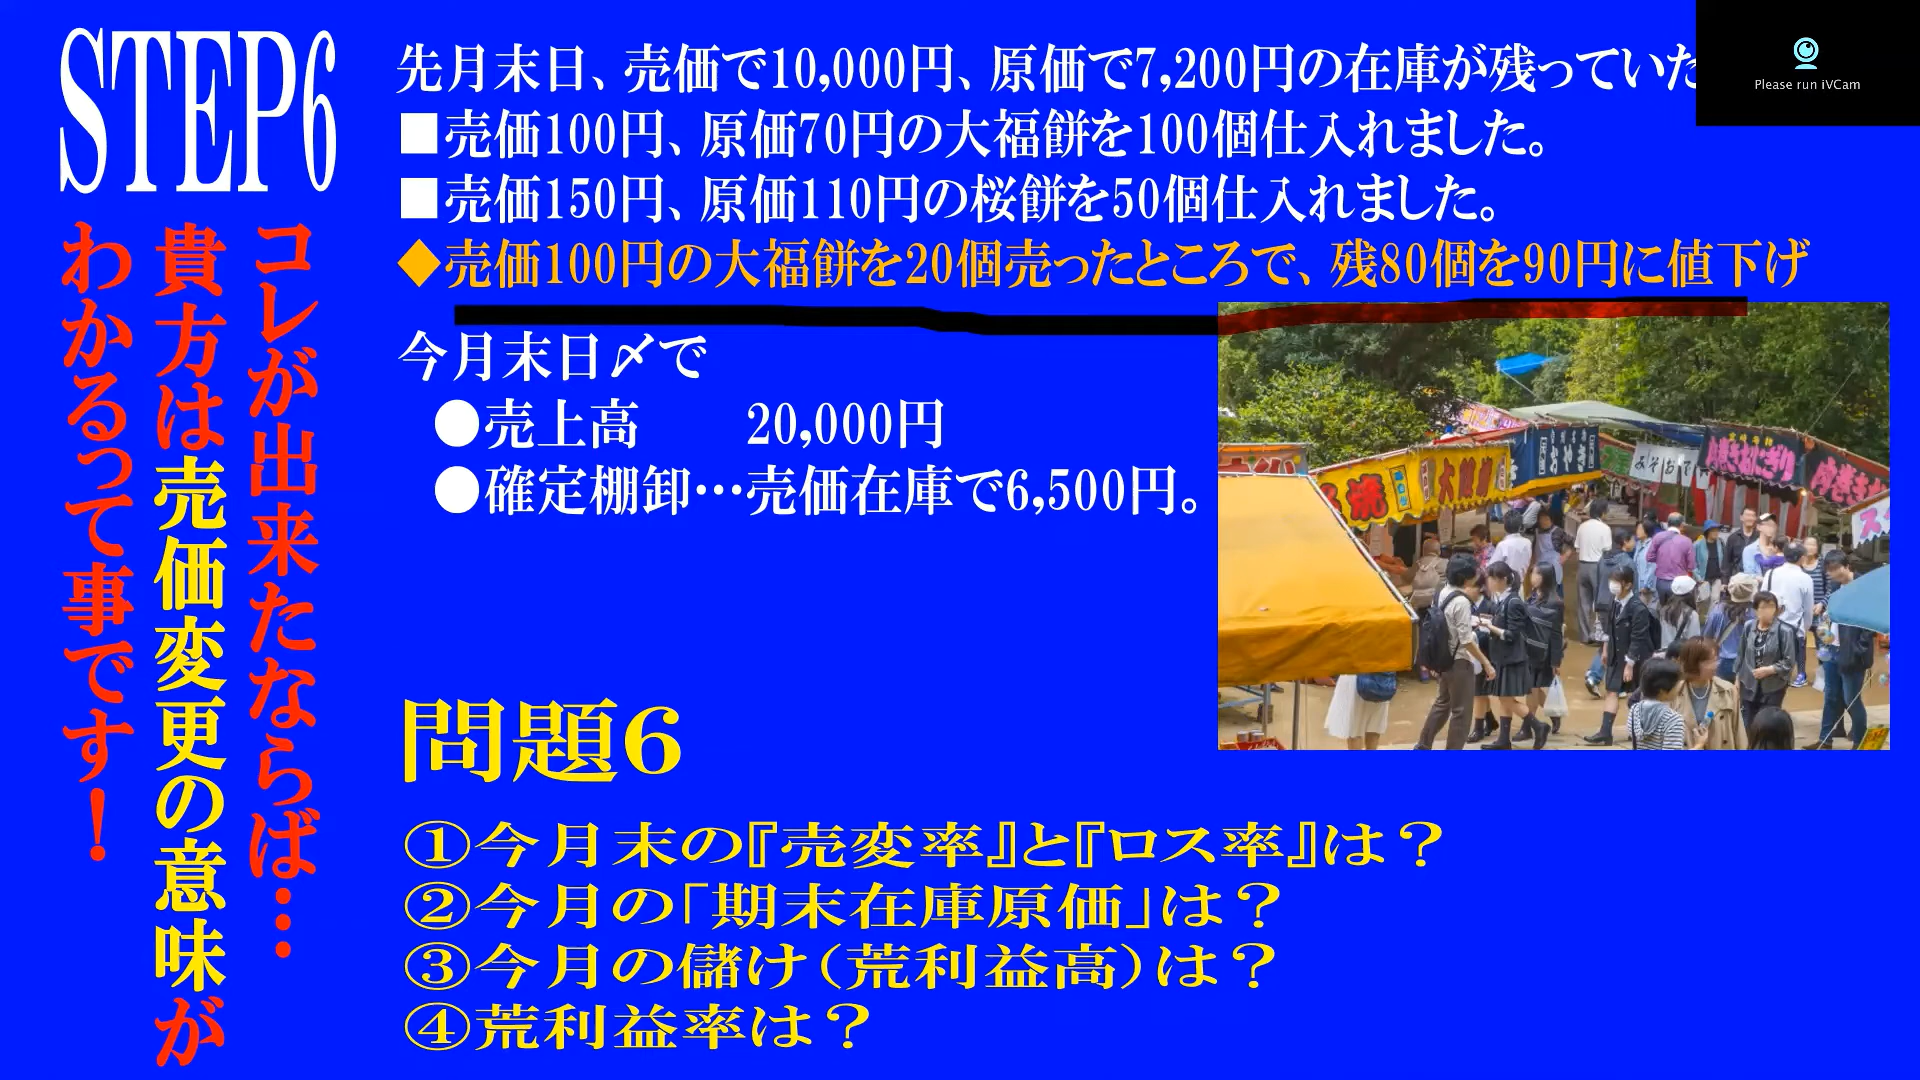 STEP6
コレが出来たならば…
貴方は売価変更の意味が
わかるって事です！
先月末日、売価で10,000円、原価で7,200円の在庫が残っていた
■売価100円、原価70円の大福餅を100個仕入れました。
■売価150円、原価110円の桜餅を50個仕入れました。
◆売価100円の大福餅を20個売ったところで、残80個を90円に値下げ
今月末日〆で
●売上高　　20,000円
●確定棚卸…売価在庫で6,500円。
問題6
①今月末の『売変率』と『ロス率』は？
②今月の「期末在庫原価」は？
③今月の儲け（荒利益高）は？
④荒利益率は？
Please run iVCam